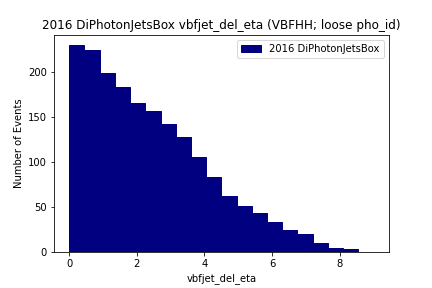 2016 DiPhotonJetsBox vbfjet_del_eta (VBFHH; loose pho_id)
2016 DiPhotonJetsBox
200
150
100
50
0
Number of Events
0 2 4 6 8
vbfjet_del_eta